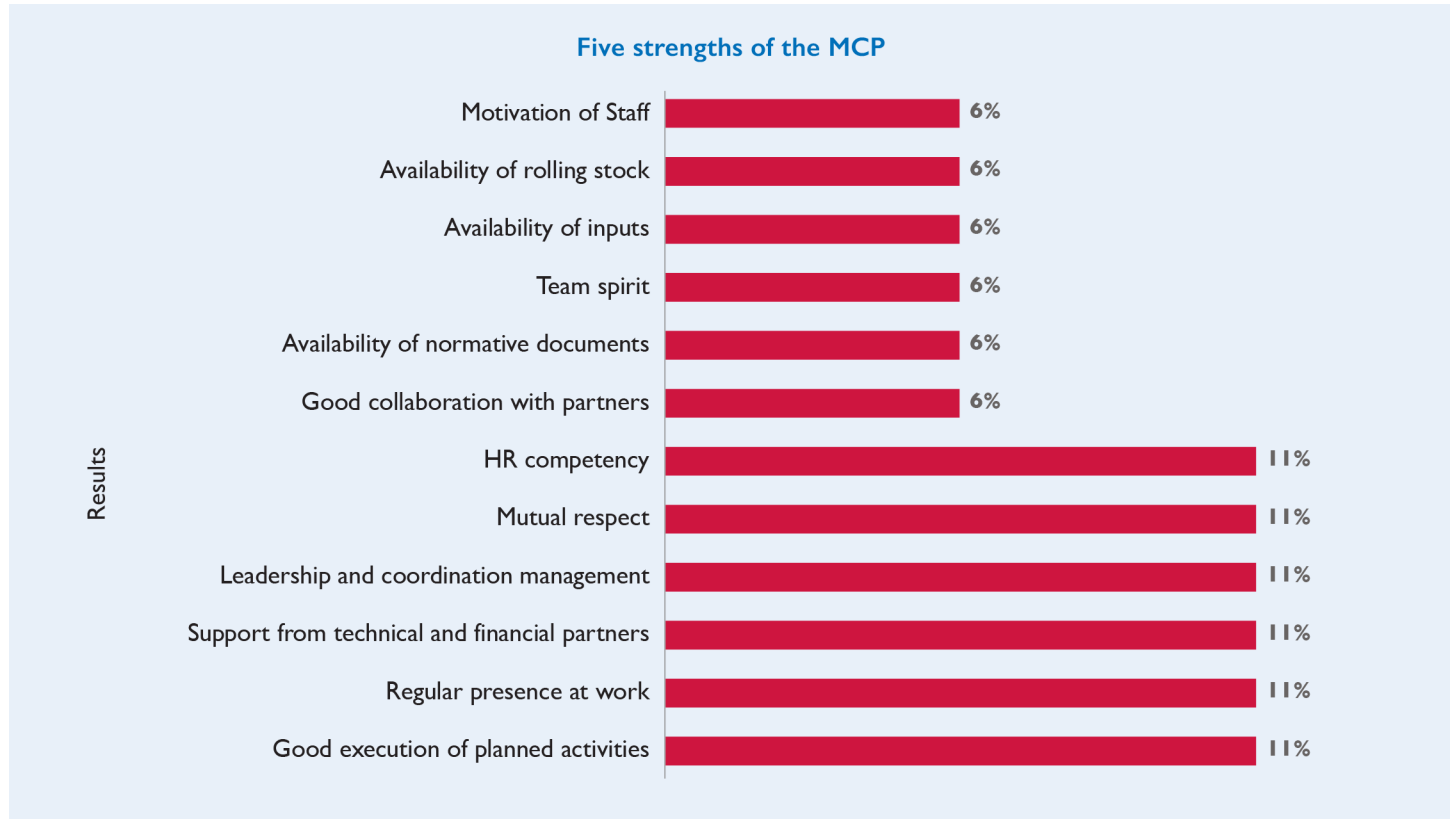 Five strengths of the MCP
Motivation of Staff 6%
Availability of rolling stock 6%
Availability of inputs 6%
Team spirit 6%
Availability of normative documents 6%
Good collaboration with partners 6%
Results
HR competency 11%
Mutual respect 11%
Leadership and coordination management 11%
Support from technical and financial partners 11%
Regular presence at work 11%
Good execution of planned activities 11%